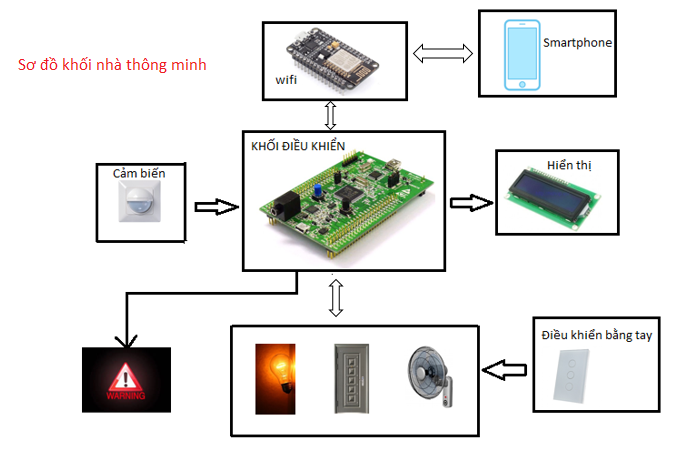 Sơ đồ khối nhà thông minh
wifi
Smartphone
KHỐI ĐIỀU KHIỂN
Cảm biến
Hiển thị
WARNING
Điều khiển bằng tay